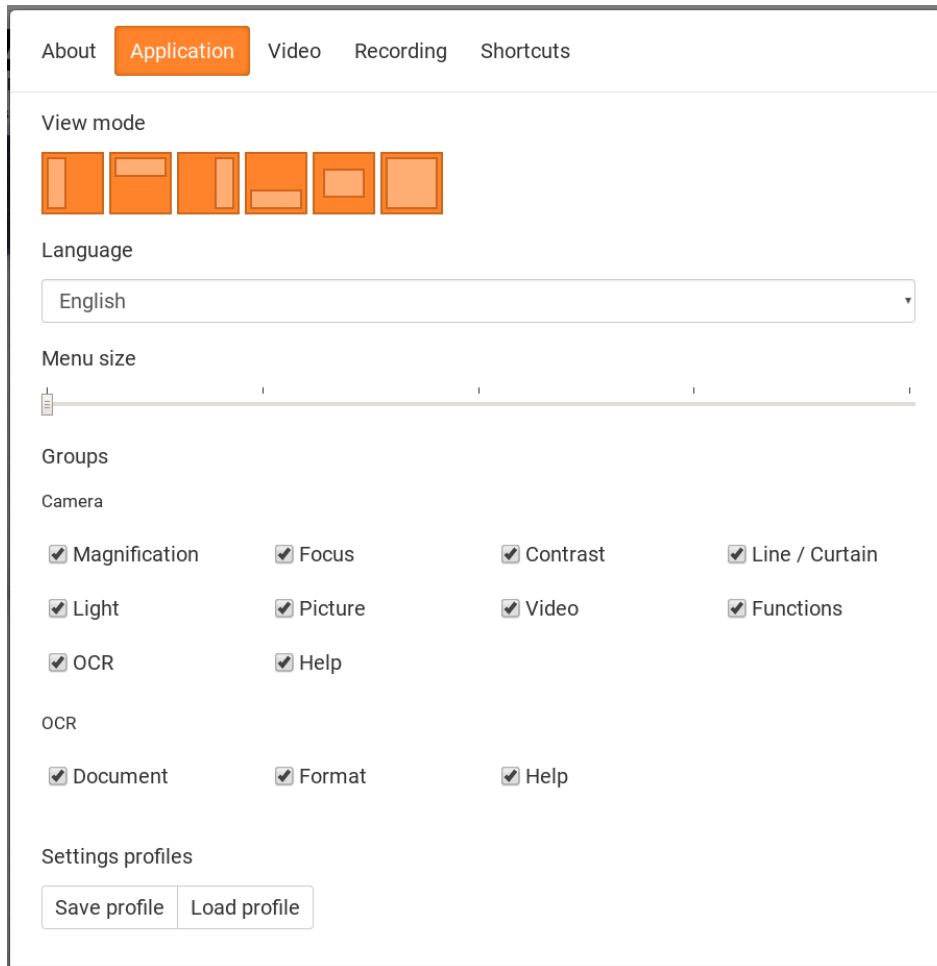 About Application Video Recording Shortcuts
View mode
Language
English
Menu size
Groups
Camera
Magnification Focus Contrast Line / Curtain
Light Picture Video Functions
OCR Help
OCR
Document Format Help
Settings profiles
Save profile Load profile